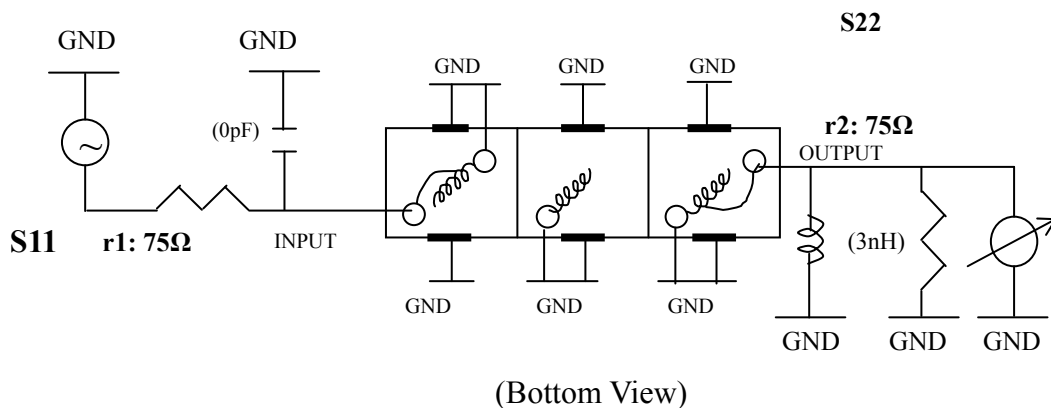 S22
GND
GND
GND
GND
GND
(0pF)
r2: 75Ω
OUTPUT
S11
r1: 75Ω
INPUT
(3nH)
GND
GND
GND
GND
GND
GND
(Bottom View)